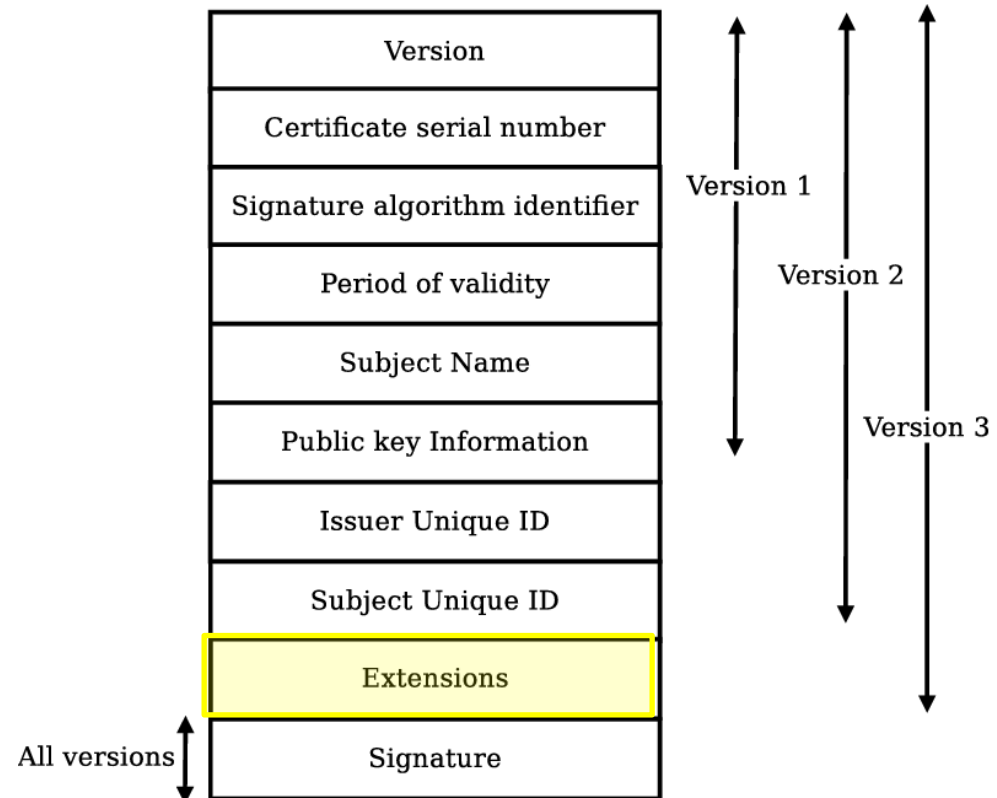 Version
Certificate serial number
Signature algorithm identifier
Period of validity
Subject Name
Public key Information
Issuer Unique ID
Subject Unique ID
Extensions
Signature
Version 1
Version 2
Version 3
All versions